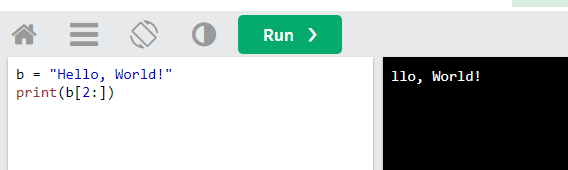 Run ❯
b = "Hello, World!"
print(b[2:])
llo, World!